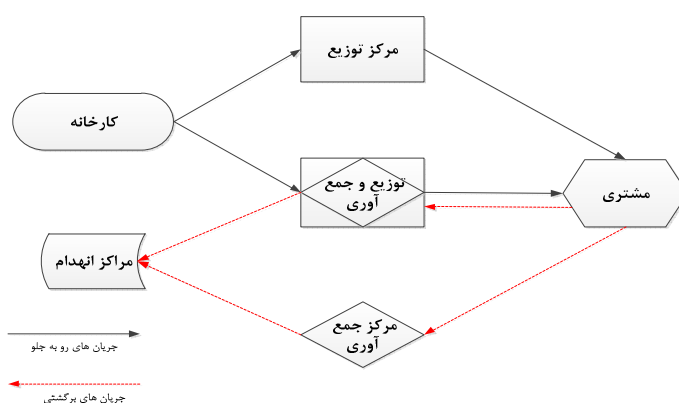 مرکز توزیع
کارخانه
توزیع و جمع
آوری
مشتری
مراکز انهدام
مرکز جمع
آوری
جریان های رو به جلو
جریان های برگشتی